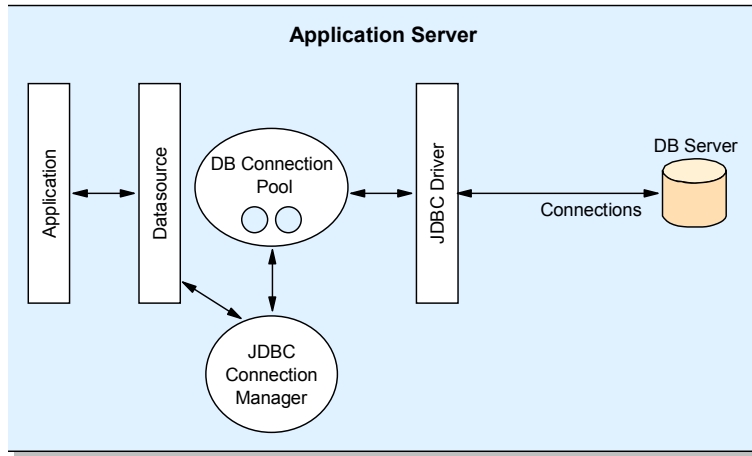 Application Server
Application
Datasource
DB Connection
Pool
JDBC Driver
DB Server
Connections
JDBC
Connection
Manager